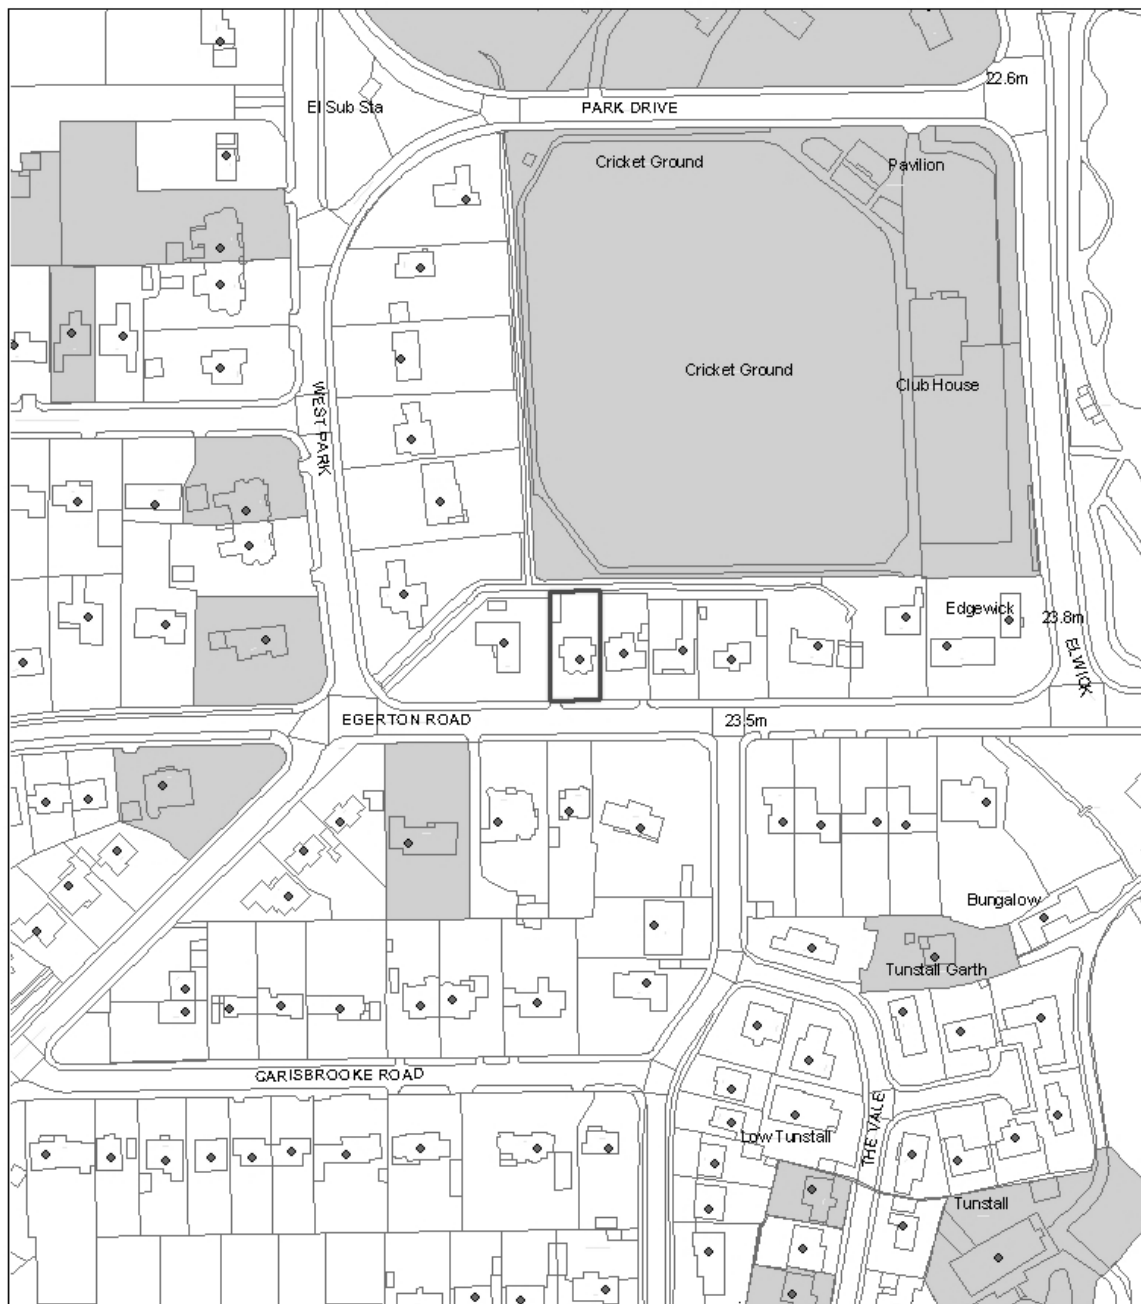 22.6m
El Sub Sta
PARK DRIVE
Cricket Ground
Pavilion
Cricket Ground
Club House
WEST PARK
Edgewick
23.8m
ELWICK
EGERTON ROAD
23.5m
Bungalow
Tunstall Garth
CARISBROOKE ROAD
THE VALE
Low Tunstall
Tunstall